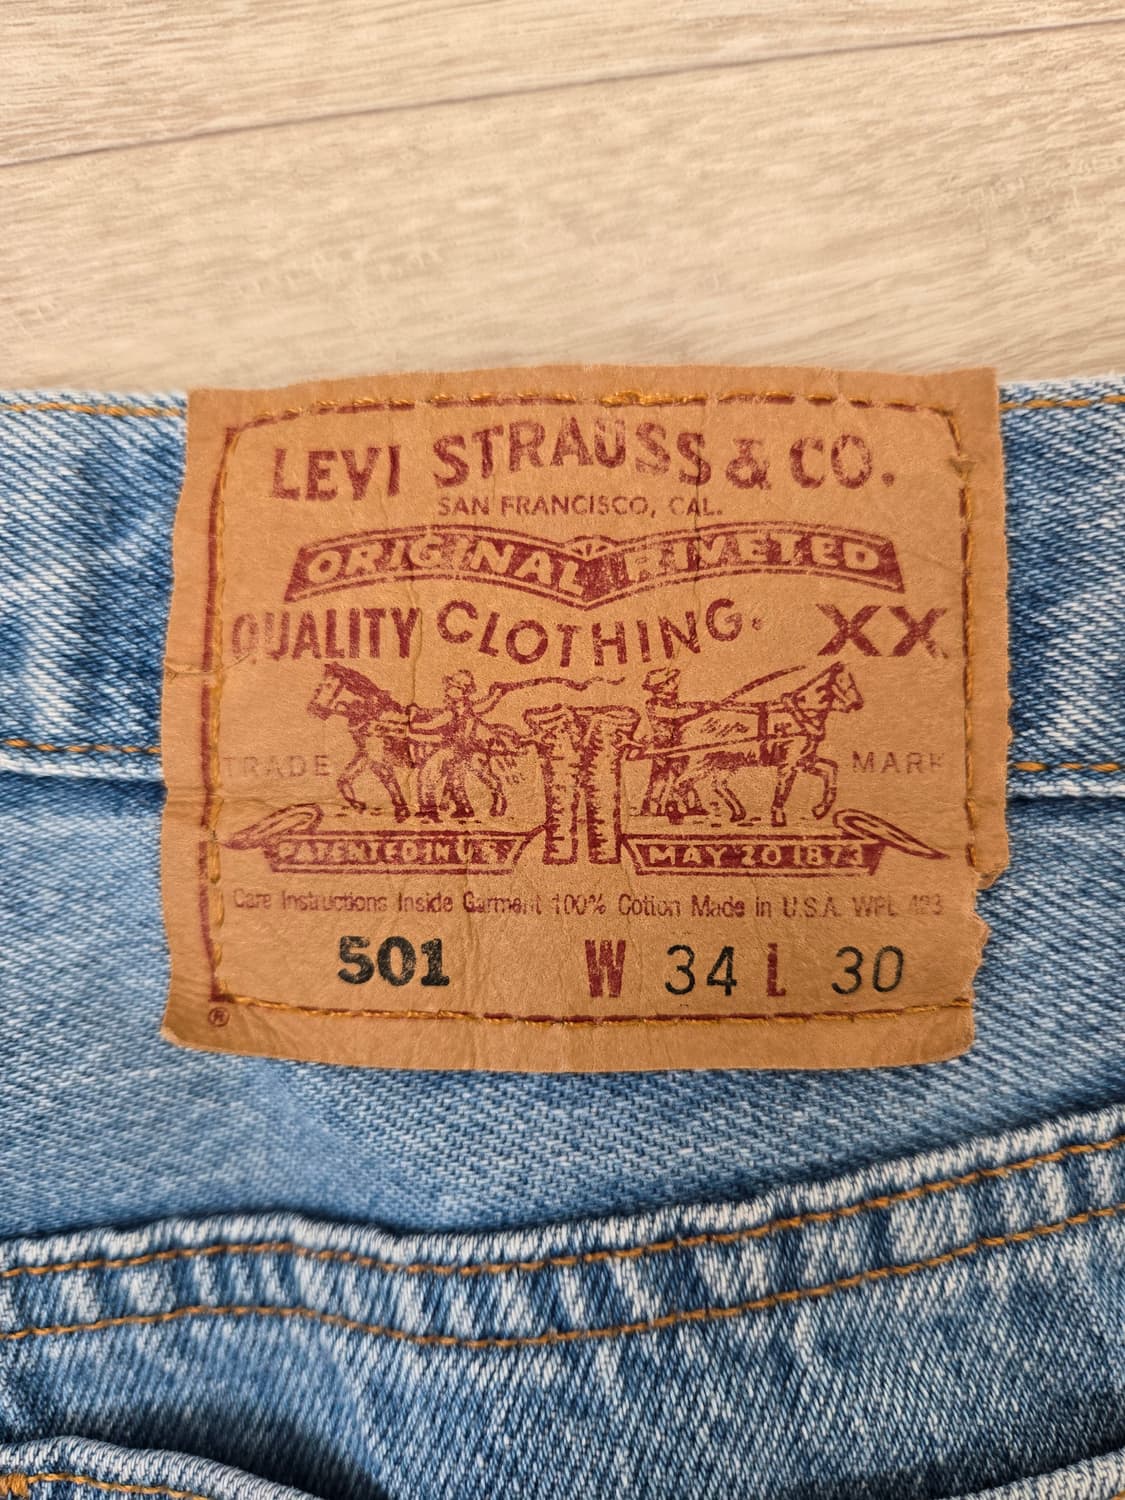 LEVI STRAUSS & CO.
SAN FRANCISCO, CAL.
ORIGINAL RIVETED
QUALITY CLOTHING. XX
TRADE MARK
PATENTED IN U.S. MAY 20 1873
Care Instructions Inside Garment 100% Cotton Made in U.S.A. WPL 423
501 W 34 L 30
®